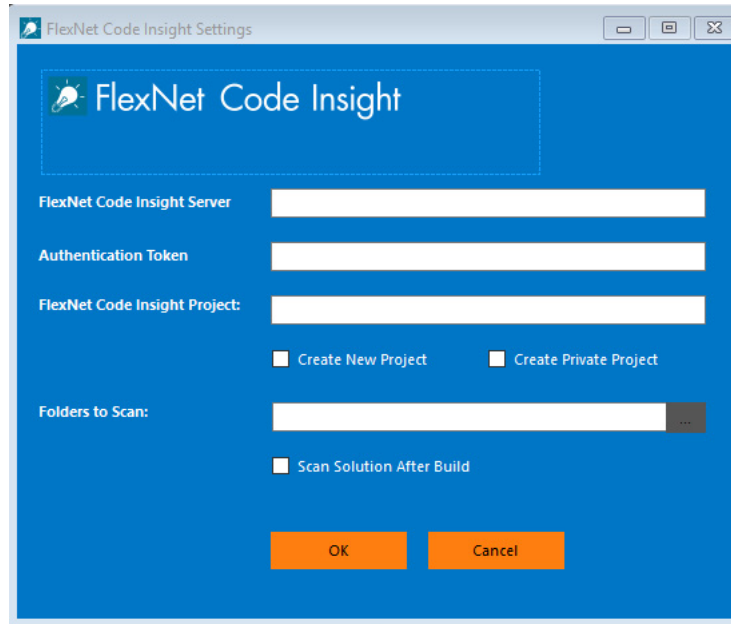 FlexNet Code Insight Settings
FlexNet Code Insight
FlexNet Code Insight Server
Authentication Token
FlexNet Code Insight Project:
Create New Project Create Private Project
Folders to Scan: ...
Scan Solution After Build
OK Cancel